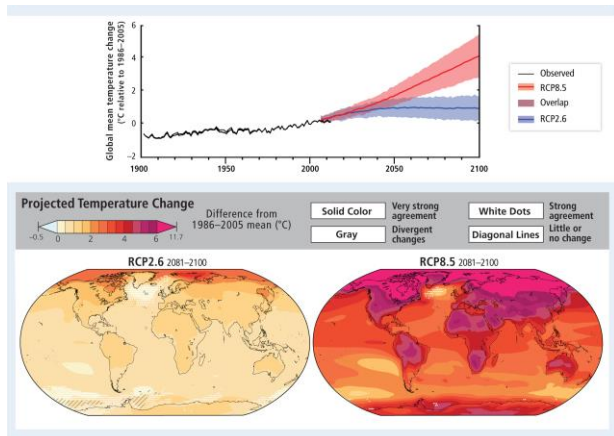 Global mean temperature change
(°C relative to 1986–2005)
6
4
2
0
−2
1900
1950
2000
2050
2100
Observed
RCP8.5
Overlap
RCP2.6
Projected Temperature Change
−0.5 0 2 4 6 11.7
Difference from
1986–2005 mean (°C)
Solid Color
Very strong
agreement
White Dots
Strong
agreement
Gray
Divergent
changes
Diagonal Lines
Little or
no change
RCP2.6 2081–2100
RCP8.5 2081–2100